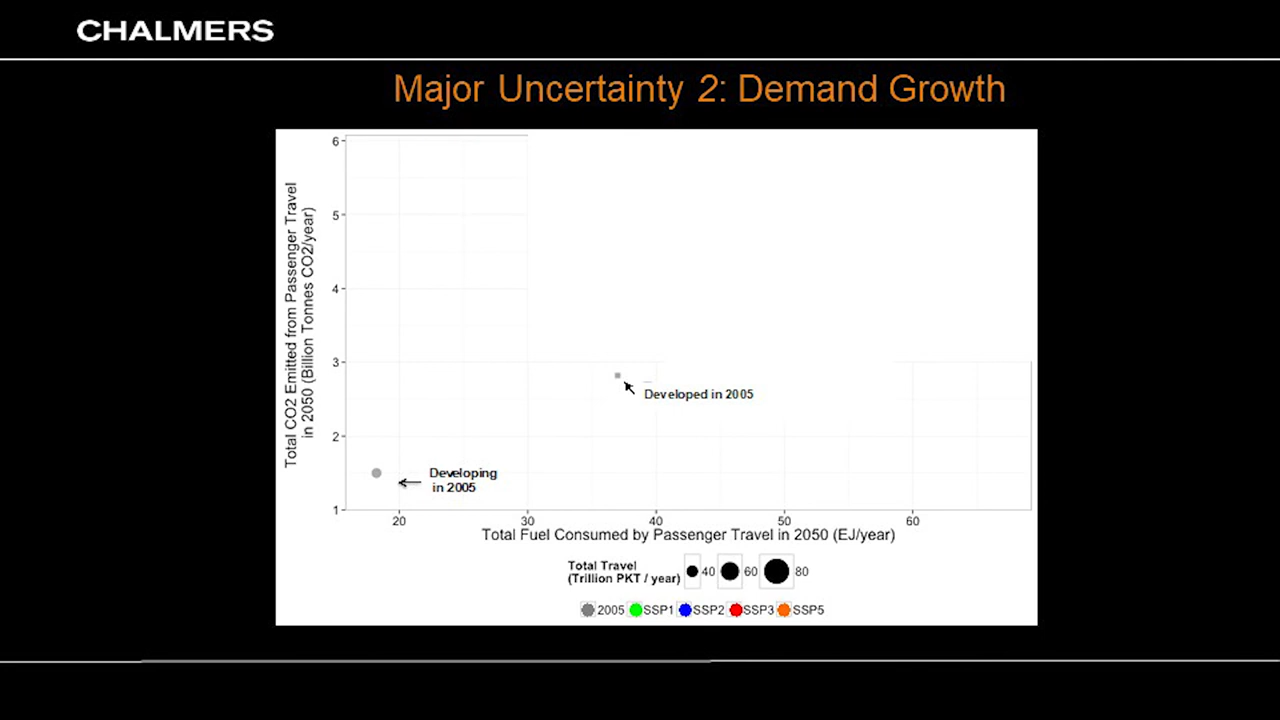 CHALMERS
Major Uncertainty 2: Demand Growth
Total CO2 Emitted from Passenger Travel
in 2050 (Billion Tonnes CO2/year)
6
5
4
3
2
1
Developed in 2005
Developing
in 2005
20
30
40
50
60
Total Fuel Consumed by Passenger Travel in 2050 (EJ/year)
Total Travel
(Trillion PKT / year)
40
60
80
2005
SSP1
SSP2
SSP3
SSP5